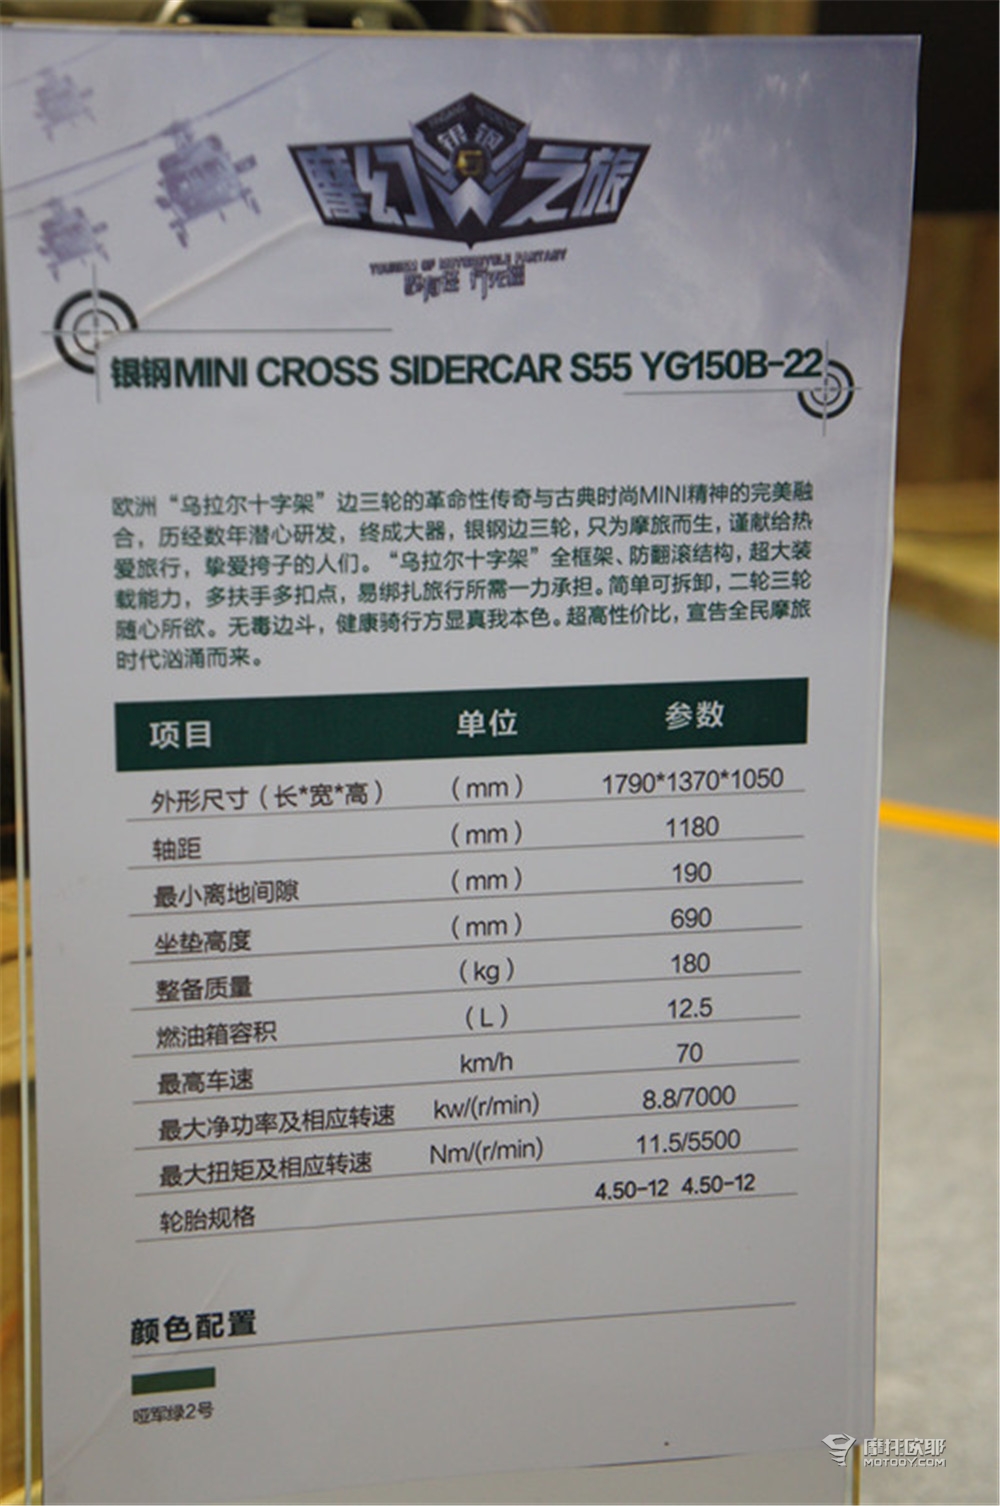 银钢
摩幻之旅
TOURISM OF MOTORCYCLE FANTASY
银钢MINI CROSS SIDERCAR S55 YG150B-22
欧洲“乌拉尔十字架”边三轮的革命性传奇与古典时尚MINI精神的完美融
合，历经数年潜心研发，终成大器，银钢边三轮，只为摩旅而生，谨献给热
爱旅行，挚爱挎子的人们。“乌拉尔十字架”全框架、防翻滚结构，超大装
载能力，多扶手多扣点，易绑扎旅行所需一力承担。简单可拆卸，二轮三轮
随心所欲。无毒边斗，健康骑行方显真我本色。超高性价比，宣告全民摩旅
时代汹涌而来。
项目 单位 参数
外形尺寸（长*宽*高） （mm） 1790*1370*1050
轴距 （mm） 1180
最小离地间隙 （mm） 190
坐垫高度 （mm） 690
整备质量 （kg） 180
燃油箱容积 （L） 12.5
最高车速 km/h 70
最大净功率及相应转速 kw/(r/min) 8.8/7000
最大扭矩及相应转速 Nm/(r/min) 11.5/5500
轮胎规格 4.50-12 4.50-12
颜色配置
哑军绿2号
摩托欧耶
MOTOOY.COM